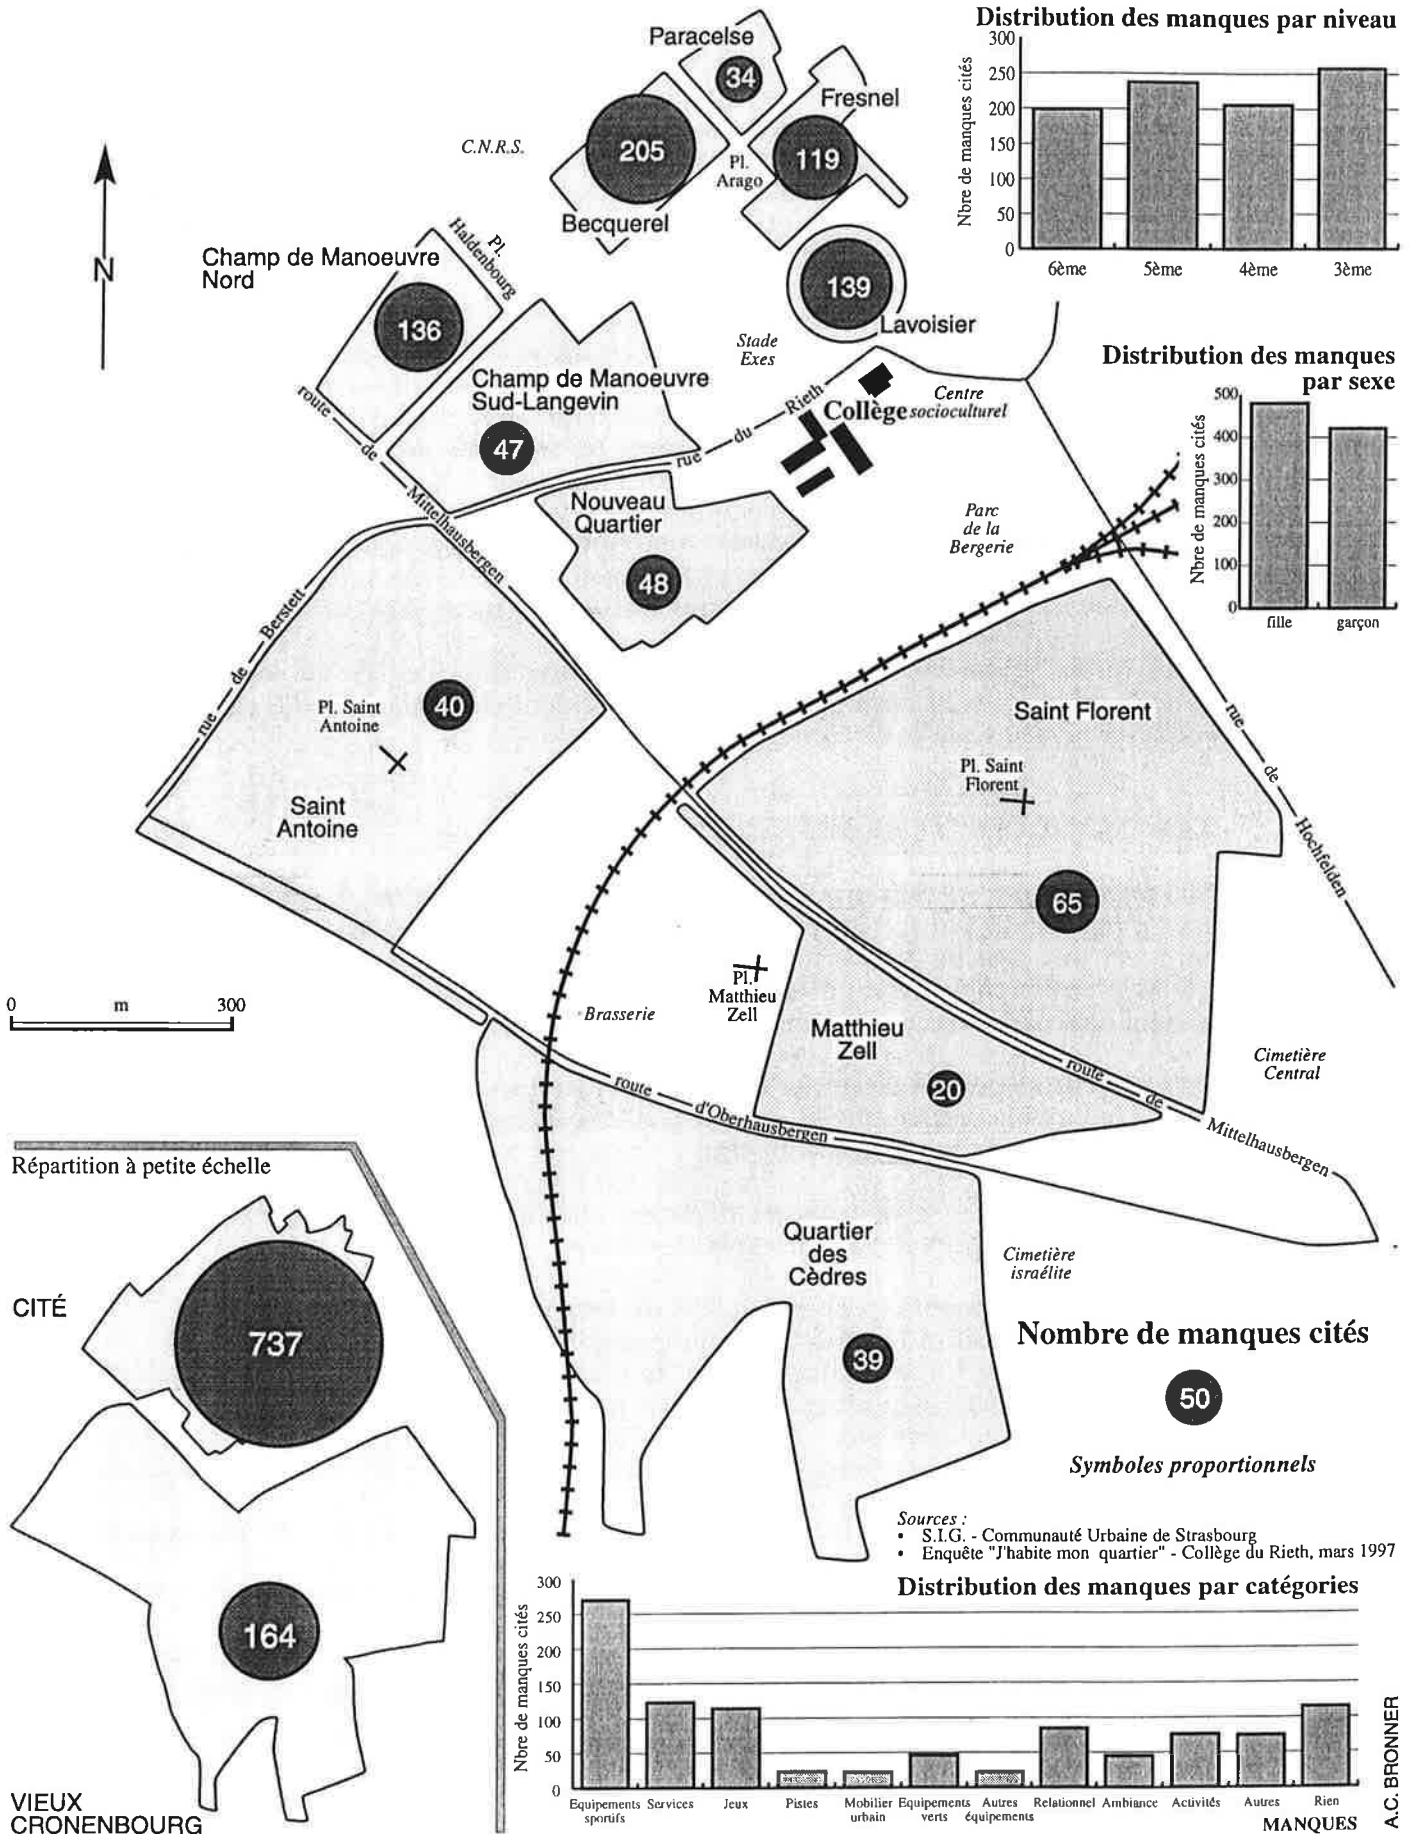 Distribution des manques par niveau
Nbre de manques cités
300
250
200
150
100
50
0
6ème
5ème
4ème
3ème
Paracelse
34
Fresnel
C.N.R.S.
205
Pl.
Arago
119
Becquerel
N
Champ de Manoeuvre
Nord
Pl.
Haldenbourg
136
139
Lavoisier
Stade
Exes
Champ de Manoeuvre
Sud-Langevin
47
Centre
socioculturel
Collège
rue du Rieth
route de Mittelhausbergen
Distribution des manques
par sexe
Nbre de manques cités
500
400
300
200
100
0
fille
garçon
Nouveau
Quartier
48
Parc
de la
Bergerie
rue de Berstett
Pl. Saint
Antoine
40
Saint
Antoine
Saint Florent
Pl. Saint
Florent
65
rue de Hochfelden
0 m 300
Brasserie
Pl.
Matthieu
Zell
Matthieu
Zell
20
route de Mittelhausbergen
Cimetière
Central
route d'Oberhausbergen
Répartition à petite échelle
CITÉ
737
164
VIEUX
CRONENBOURG
Quartier
des
Cèdres
39
Cimetière
israélite
Nombre de manques cités
50
Symboles proportionnels
Sources :
• S.I.G. - Communauté Urbaine de Strasbourg
• Enquête "J'habite mon quartier" - Collège du Rieth, mars 1997
Distribution des manques par catégories
Nbre de manques cités
300
250
200
150
100
50
0
Equipements
sportifs
Services
Jeux
Pistes
Mobilier
urbain
Equipements
verts
Autres
équipements
Relationnel
Ambiance
Activités
Autres
Rien
MANQUES
A.C. BRONNER